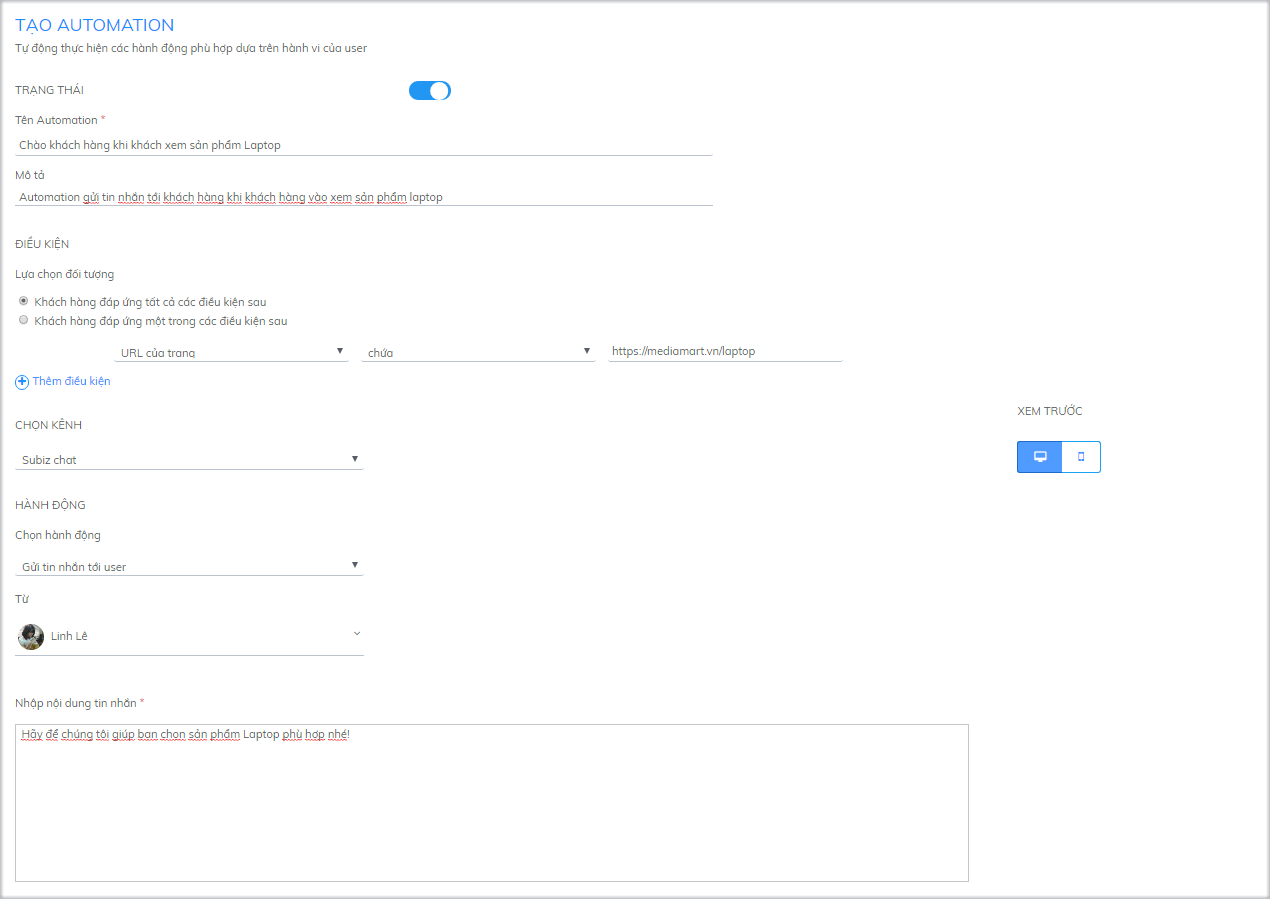 TẠO AUTOMATION
Tự động thực hiện các hành động phù hợp dựa trên hành vi của user
TRẠNG THÁI
Tên Automation *
Chào khách hàng khi khách xem sản phẩm Laptop
Mô tả
Automation gửi tin nhắn tới khách hàng khi khách hàng vào xem sản phẩm laptop
ĐIỀU KIỆN
Lựa chọn đối tượng
Khách hàng đáp ứng tất cả các điều kiện sau
Khách hàng đáp ứng một trong các điều kiện sau
URL của trang chứa https://mediamart.vn/laptop
Thêm điều kiện
XEM TRƯỚC
CHỌN KÊNH
Subiz chat
HÀNH ĐỘNG
Chọn hành động
Gửi tin nhắn tới user
Từ
Linh Lê
Nhập nội dung tin nhắn *
Hãy để chúng tôi giúp bạn chọn sản phẩm Laptop phù hợp nhé!